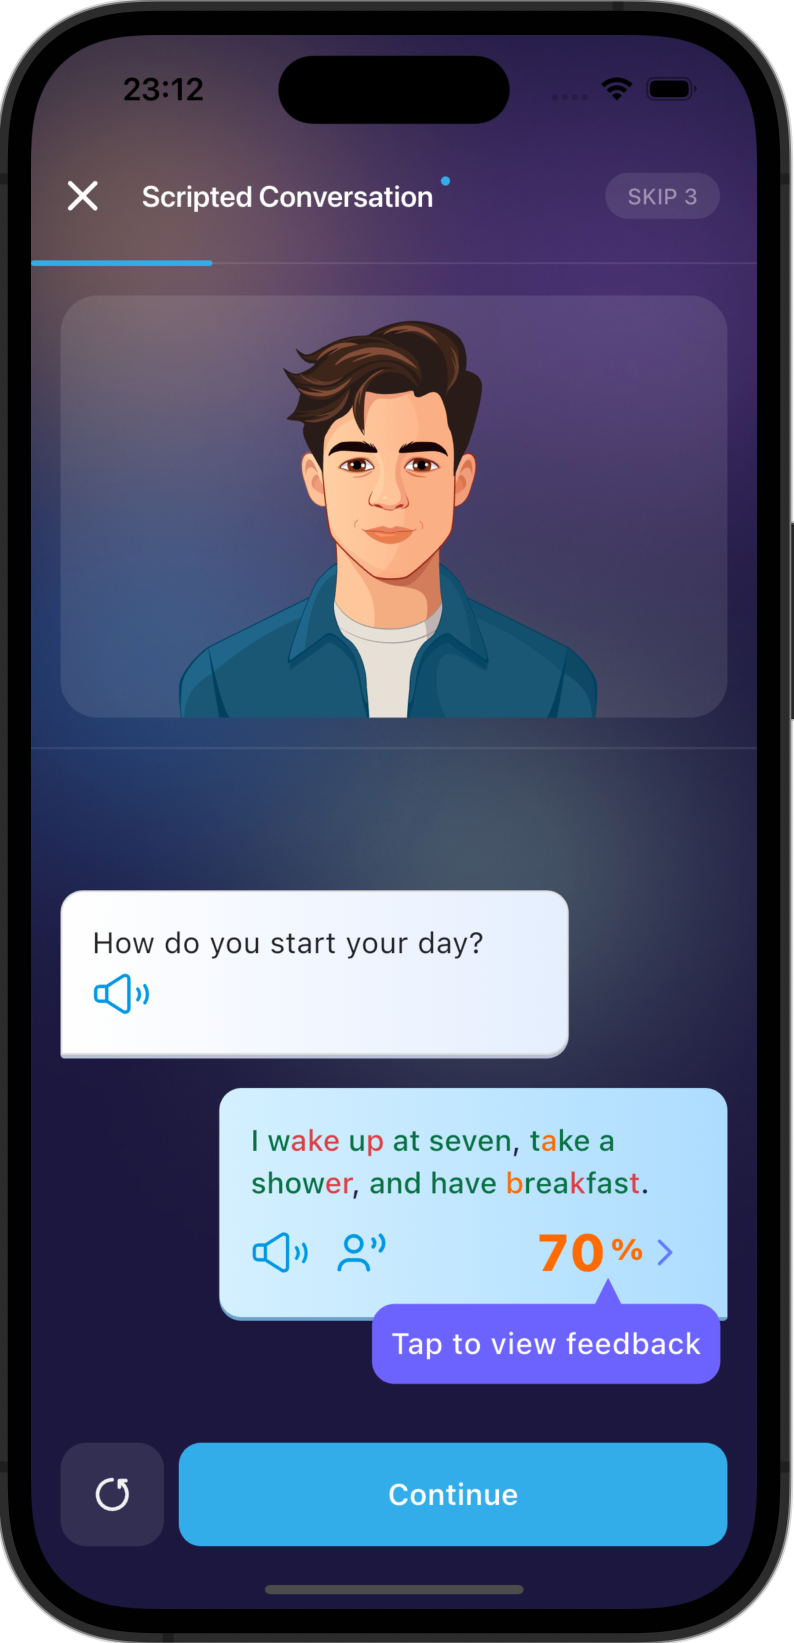 23:12
Scripted Conversation
SKIP 3
How do you start your day?
I wake up at seven, take a
shower, and have breakfast.
70%
Tap to view feedback
Continue